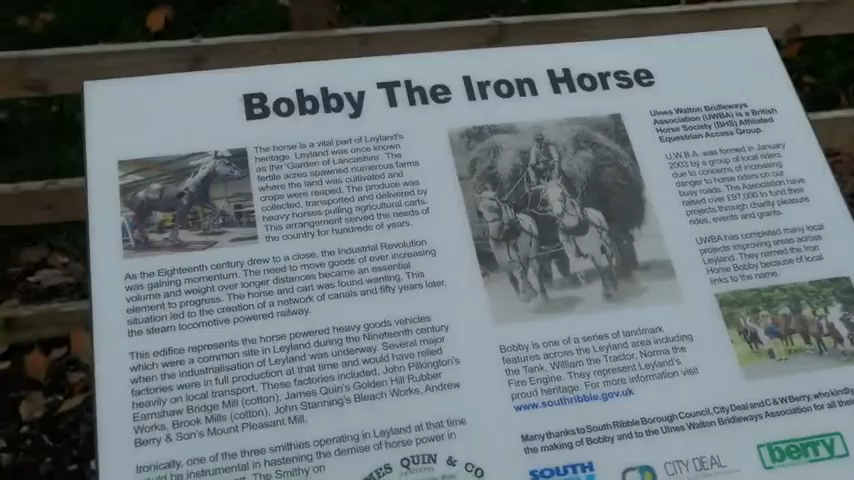 Bobby The Iron Horse
The horse is a vital part of Leyland's
heritage. Leyland was once known
as the 'Garden of Lancashire'. The
fertile acres spawned numerous farms
where the land was cultivated and
crops were reaped. The produce was
collected, transported and delivered by
heavy horses pulling agricultural carts.
This arrangement served the needs of
the country for hundreds of years.
As the Eighteenth century drew to a close, the Industrial Revolution
was gaining momentum. The need to move goods of ever increasing
volume and weight over longer distances became an essential
element to progress. The horse and cart was found wanting. This
situation led to the creation of a network of canals and fifty years later,
the steam locomotive powered railway.
This edifice represents the horse powered heavy goods vehicles
which were a common site in Leyland during the Nineteenth century
when the industrialisation of Leyland was underway. Several major
factories were in full production at that time and would have relied
heavily on local transport. These factories included, John Pilkington's
Earnshaw Bridge Mill (cotton), James Quin's Golden Hill Rubber
Works, Brook Mills (cotton), John Stanning's Bleach Works, Andrew
Berry & Son's Mount Pleasant Mill.
Ironically, one of the three smithies operating in Leyland at that time
would be instrumental in hastening the demise of horse power in
The Smithy on
MES QUIN & CO
Bobby is one of a series of landmark
features across the Leyland area including
the Tank, William the Tractor, Norma the
Fire Engine. They represent Leyland's
proud heritage. For more information visit
www.southribble.gov.uk
Ulnes Walton Bridleways
Association (UWBA) is a British
Horse Society (BHS) Affiliated
Equestrian Access Group.
U.W.B.A. was formed in January
2003 by a group of local riders
due to concerns of increasing
danger to horse riders on our
busy roads. The Association have
raised over £97,000 to fund their
projects through charity pleasure
rides, events and grants.
UWBA has completed many local
projects improving areas across
Leyland. They named the Iron
Horse Bobby because of local
links to the name.
Many thanks to South Ribble Borough Council, City Deal and C & W Berry, who kindly
the making of Bobby and to the Ulnes Walton Bridleways Association for all their
SOUTH
CITY DEAL
berry